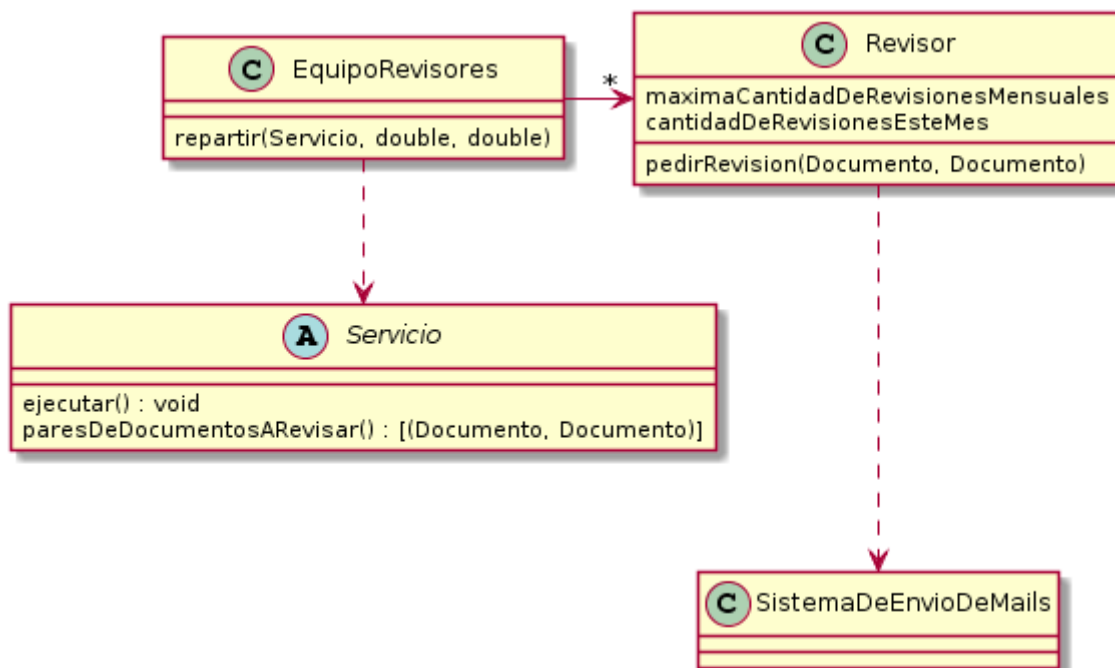 C EquipoRevisores
repartir(Servicio, double, double)
*
C Revisor
maximaCantidadDeRevisionesMensuales
cantidadDeRevisionesEsteMes
pedirRevision(Documento, Documento)
A Servicio
ejecutar() : void
paresDeDocumentosARevisar() : [(Documento, Documento)]
C SistemaDeEnvioDeMails